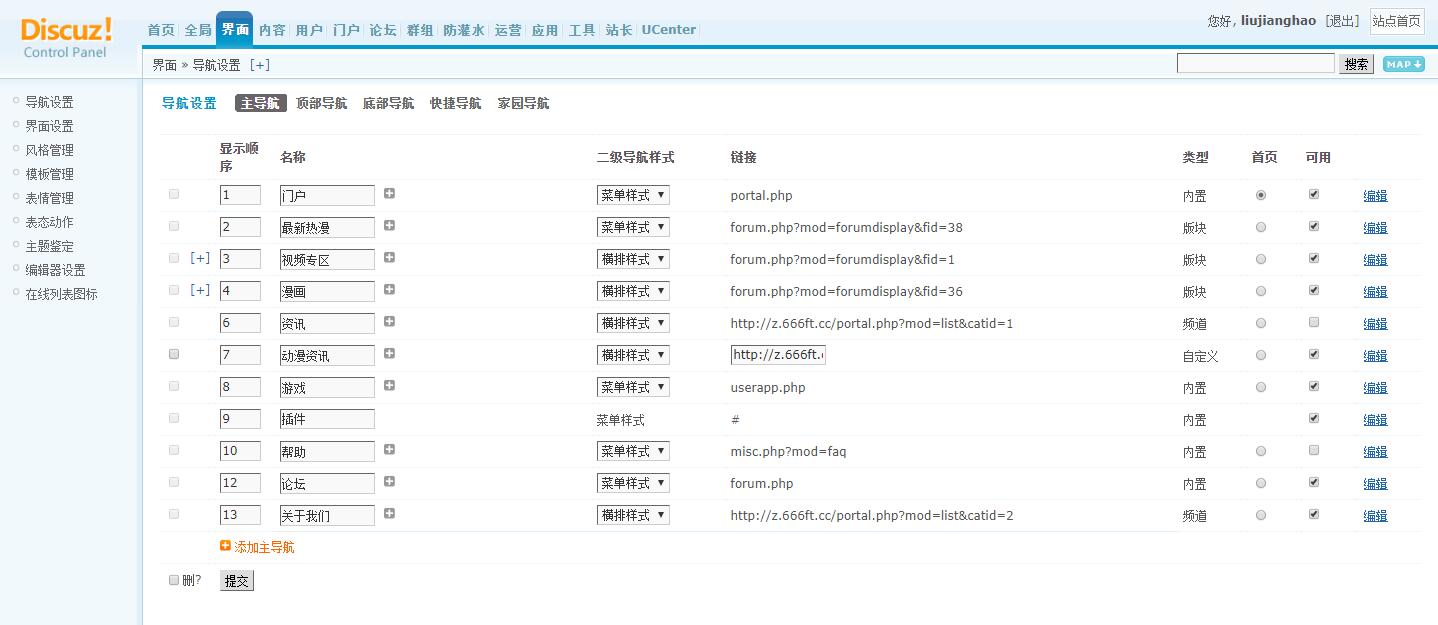 Discuz!
Control Panel
首页 全局 界面 内容 用户 门户 论坛 群组 防灌水 运营 应用 工具 站长 UCenter
您好, liujianghao [退出] 站点首页
界面 » 导航设置 [+]
搜索 MAP
导航设置
界面设置
风格管理
模板管理
表情管理
表态动作
主题鉴定
编辑器设置
在线列表图标
导航设置 主导航 顶部导航 底部导航 快捷导航 家园导航
显示顺序 名称 二级导航样式 链接 类型 首页 可用
1 门户 菜单样式 portal.php 内置 编辑
2 最新热漫 菜单样式 forum.php?mod=forumdisplay&fid=38 版块 编辑
[+] 3 视频专区 横排样式 forum.php?mod=forumdisplay&fid=1 版块 编辑
[+] 4 漫画 横排样式 forum.php?mod=forumdisplay&fid=36 版块 编辑
6 资讯 横排样式 http://z.666ft.cc/portal.php?mod=list&catid=1 频道 编辑
7 动漫资讯 横排样式 http://z.666ft. 自定义 编辑
8 游戏 菜单样式 userapp.php 内置 编辑
9 插件 菜单样式 # 内置 编辑
10 帮助 菜单样式 misc.php?mod=faq 内置 编辑
12 论坛 菜单样式 forum.php 内置 编辑
13 关于我们 横排样式 http://z.666ft.cc/portal.php?mod=list&catid=2 频道 编辑
添加主导航
删? 提交